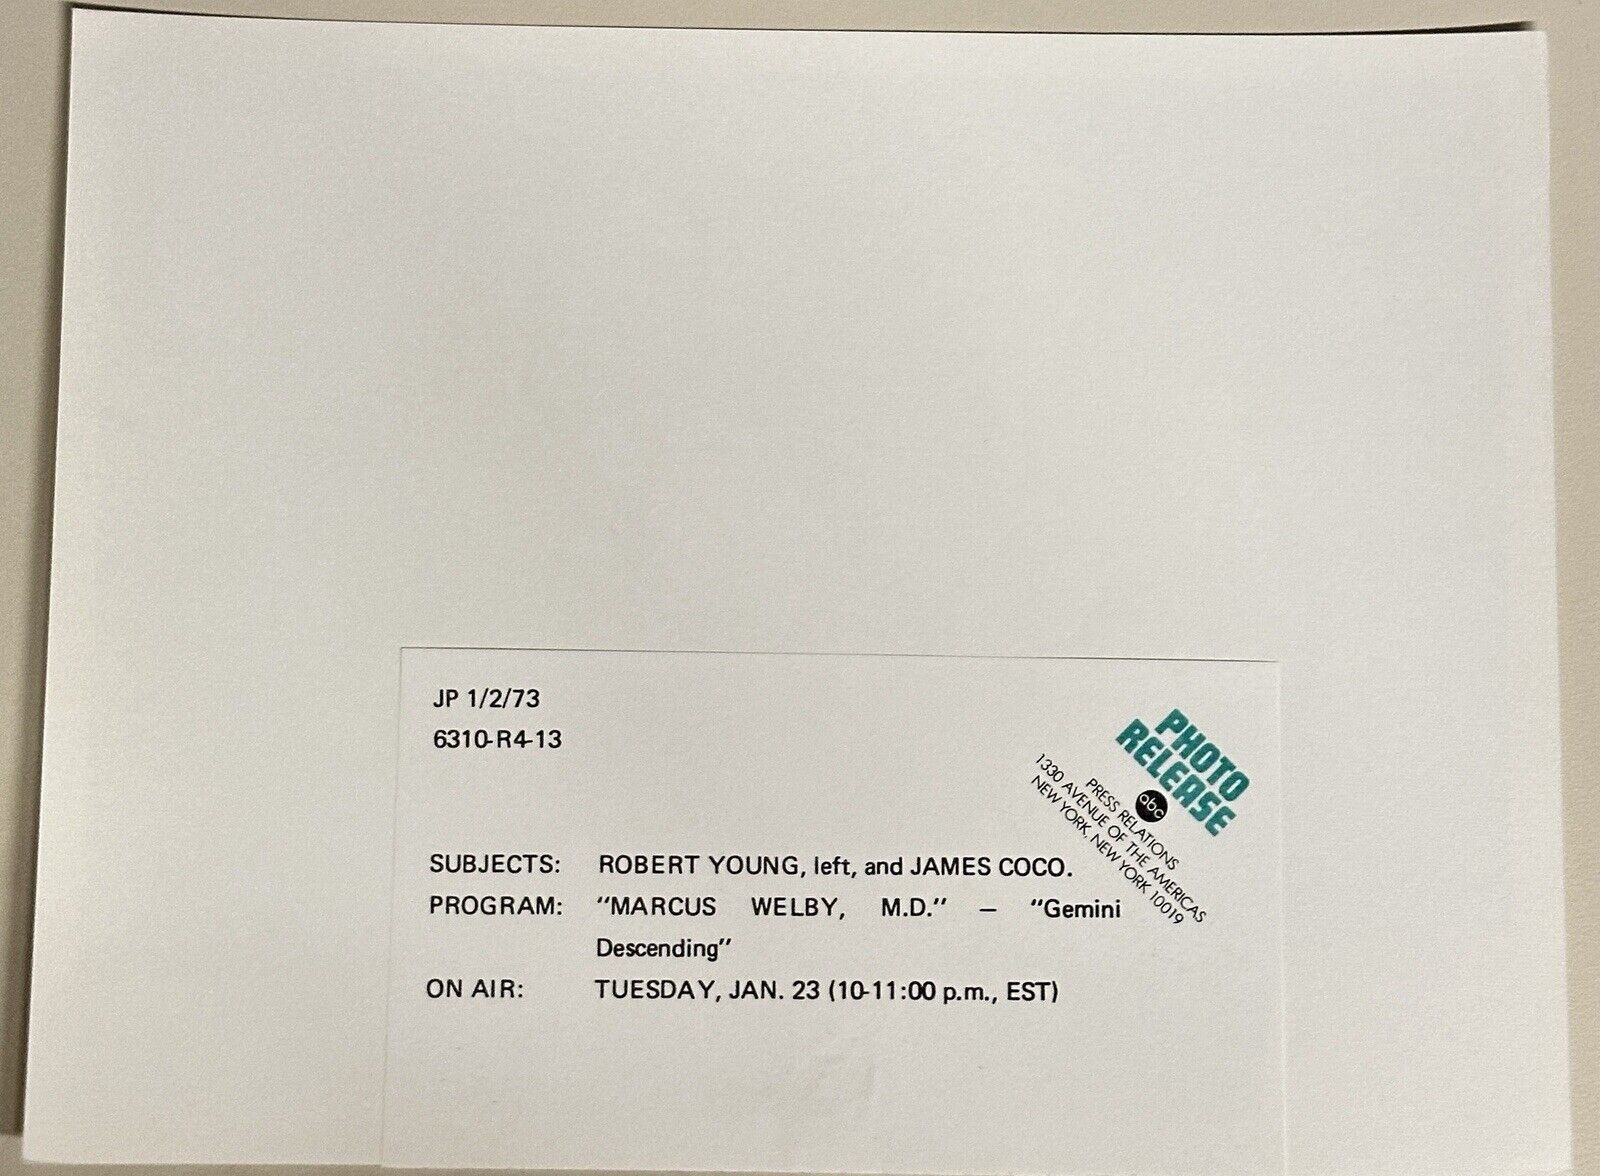 JP 1/2/73
6310-R4-13
PHOTO
RELEASE
abc
PRESS RELATIONS
1330 AVENUE OF THE AMERICAS
NEW YORK, NEW YORK 10019
SUBJECTS: ROBERT YOUNG, left, and JAMES COCO.
PROGRAM: "MARCUS WELBY, M.D." – "Gemini
Descending"
ON AIR: TUESDAY, JAN. 23 (10-11:00 p.m., EST)